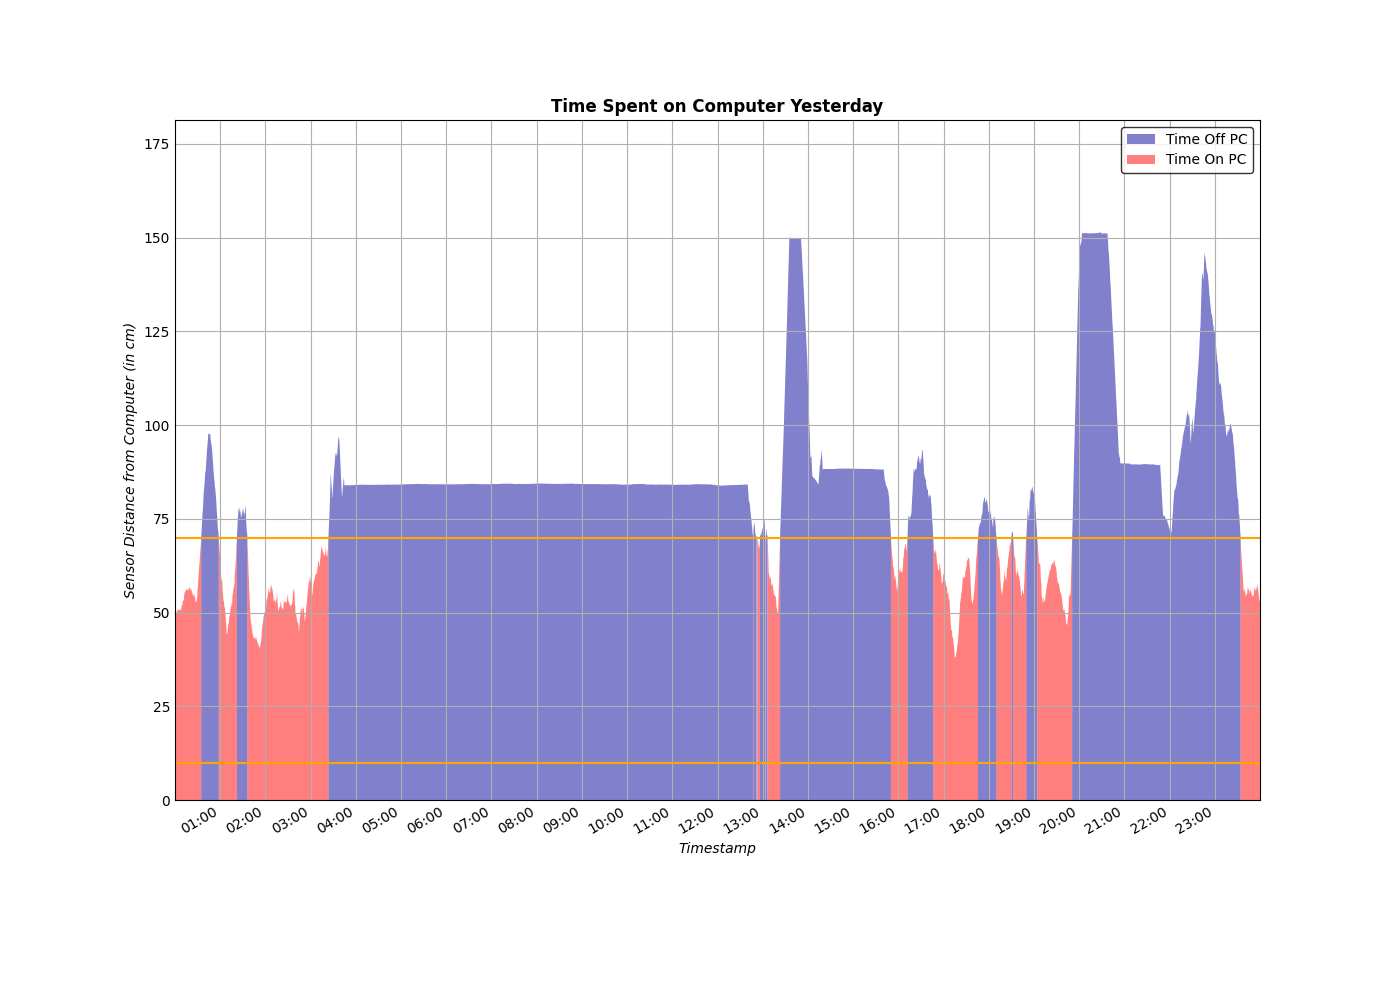 Time Spent on Computer Yesterday
Time Off PC
Time On PC
175
150
125
100
75
50
25
0
Sensor Distance from Computer (in cm)
01:00 02:00 03:00 04:00 05:00 06:00 07:00 08:00 09:00 10:00 11:00 12:00 13:00 14:00 15:00 16:00 17:00 18:00 19:00 20:00 21:00 22:00 23:00
Timestamp